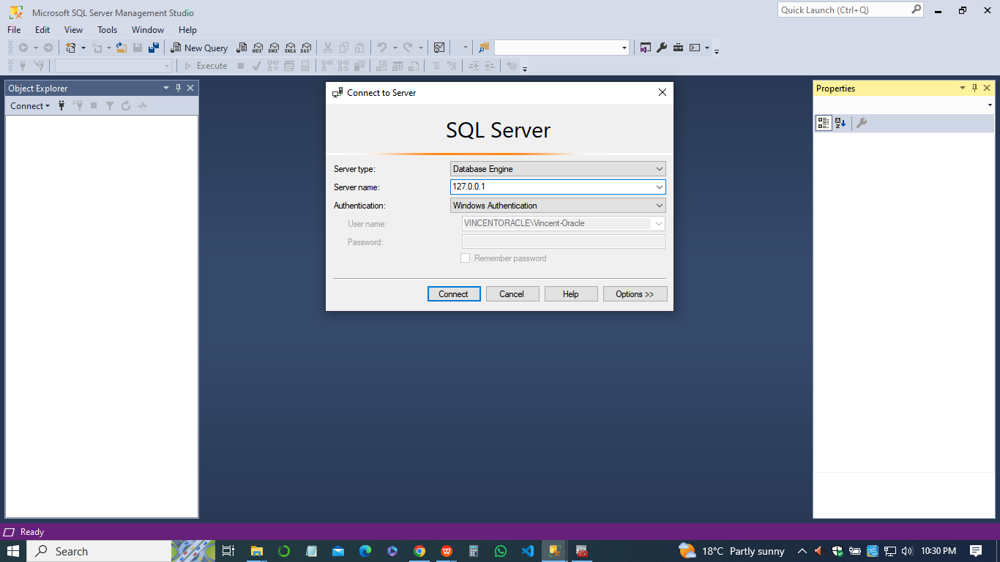 Microsoft SQL Server Management Studio
Quick Launch (Ctrl+Q)
File Edit View Tools Window Help
New Query MDX DMX XMLA DAX
Execute
Object Explorer
Connect
Connect to Server
SQL Server
Server type: Database Engine
Server name: 127.0.0.1
Authentication: Windows Authentication
User name: VINCENTORACLE\Vincent-Oracle
Password:
Remember password
Connect Cancel Help Options >>
Properties
Ready
Search
18°C Partly sunny
10:30 PM